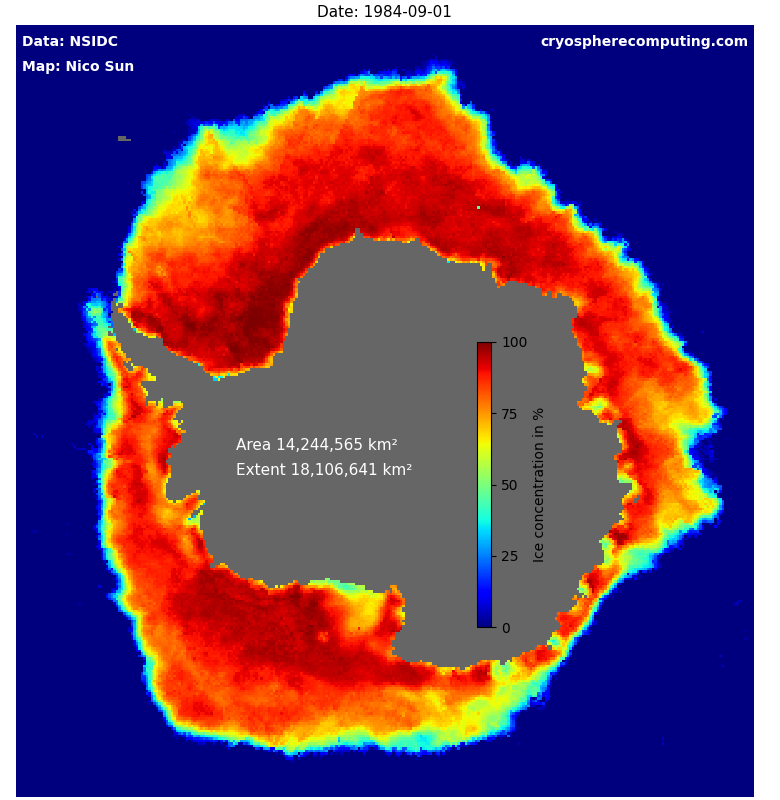 Date: 1984-09-01
Data: NSIDC
cryospherecomputing.com
Map: Nico Sun
100
75
50
25
0
Ice concentration in %
Area 14,244,565 km²
Extent 18,106,641 km²